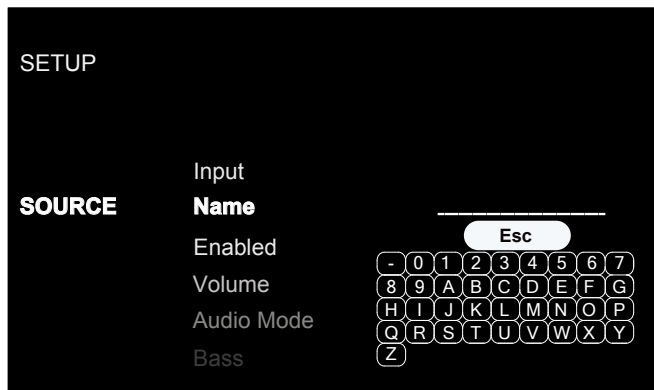 SETUP
Input
SOURCE Name
Esc
Enabled
- 0 1 2 3 4 5 6 7
Volume
8 9 A B C D E F G
H I J K L M N O P
Audio Mode
Q R S T U V W X Y
Bass
Z